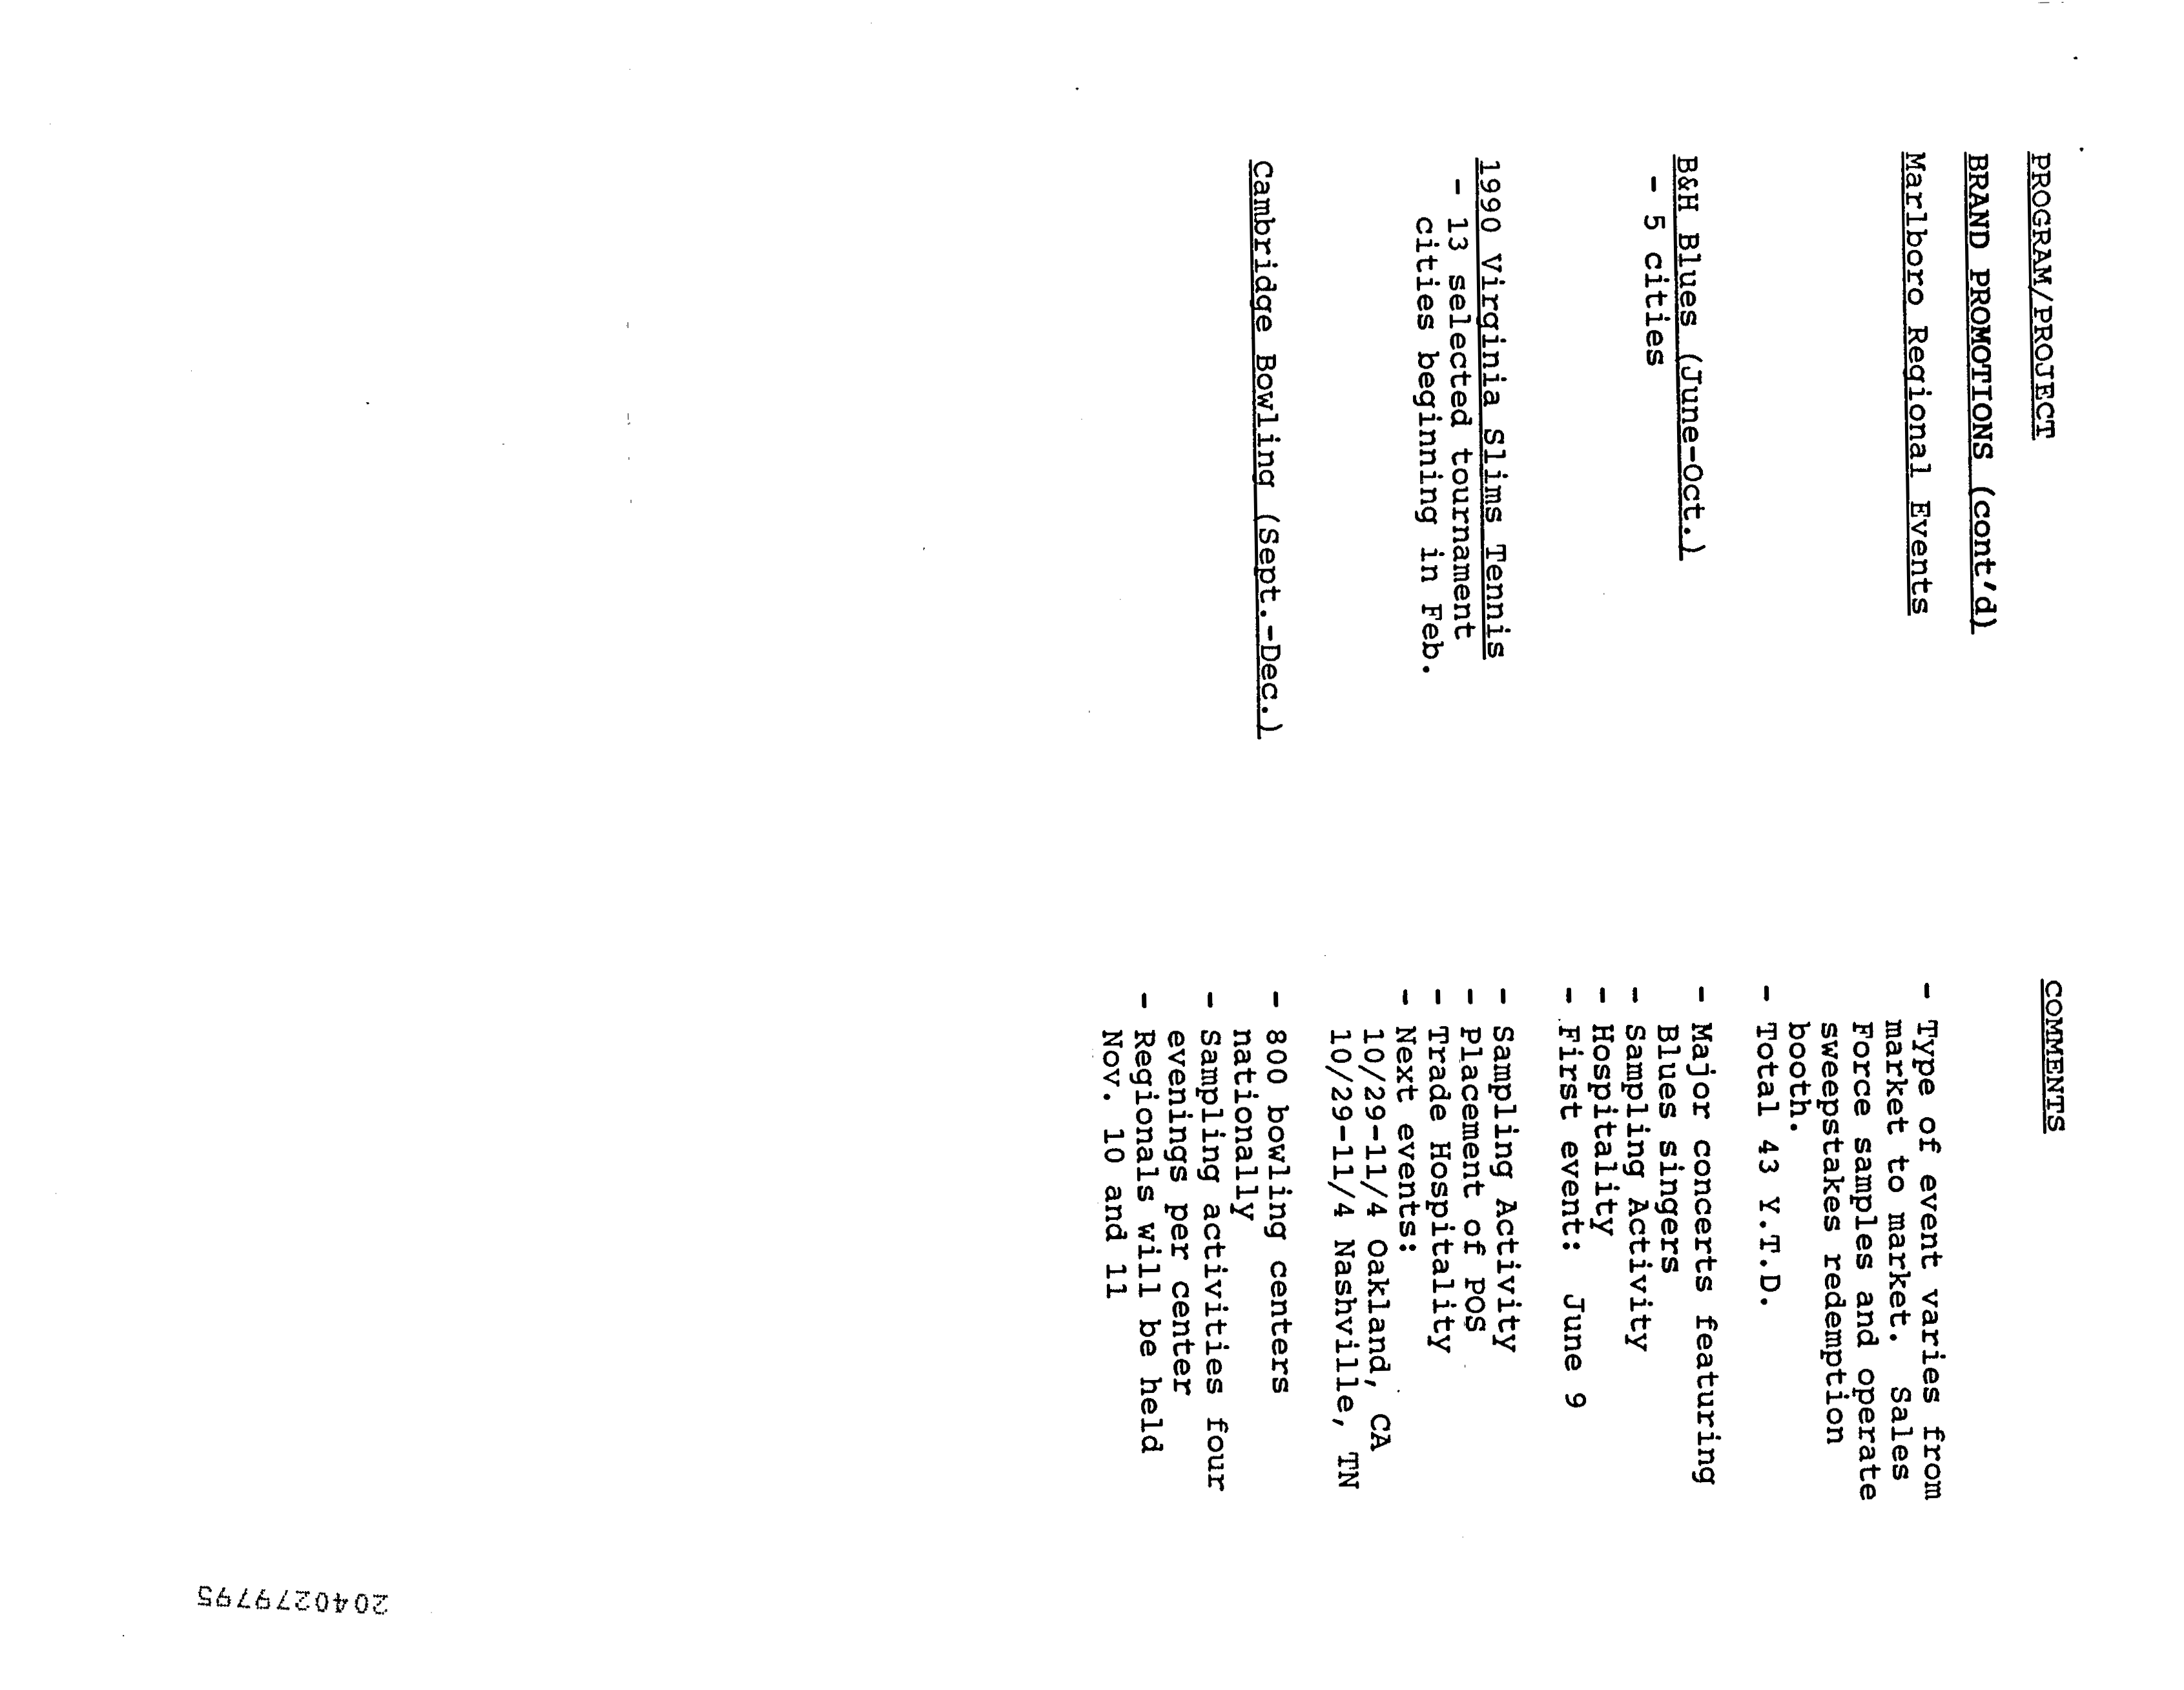 PROGRAM/PROJECT
COMMENTS
BRAND PROMOTIONS (cont'd)
Marlboro Regional Events
- Type of event varies from
market to market. Sales
Force samples and operate
sweepstakes redemption
booth.
- Total 43 Y.T.D.
B&H Blues (June-Oct.)
- 5 cities
- Major concerts featuring
Blues singers
- Sampling Activity
- Hospitality
- First event: June 9
1990 Virginia Slims Tennis
- 13 selected tournament
cities beginning in Feb.
- Sampling Activity
- Placement of POS
- Trade Hospitality
- Next events:
10/29-11/4 Oakland, CA
10/29-11/4 Nashville, TN
Cambridge Bowling (Sept.-Dec.)
- 800 bowling centers
nationally
- Sampling activities four
evenings per center
- Regionals will be held
Nov. 10 and 11
2040279795